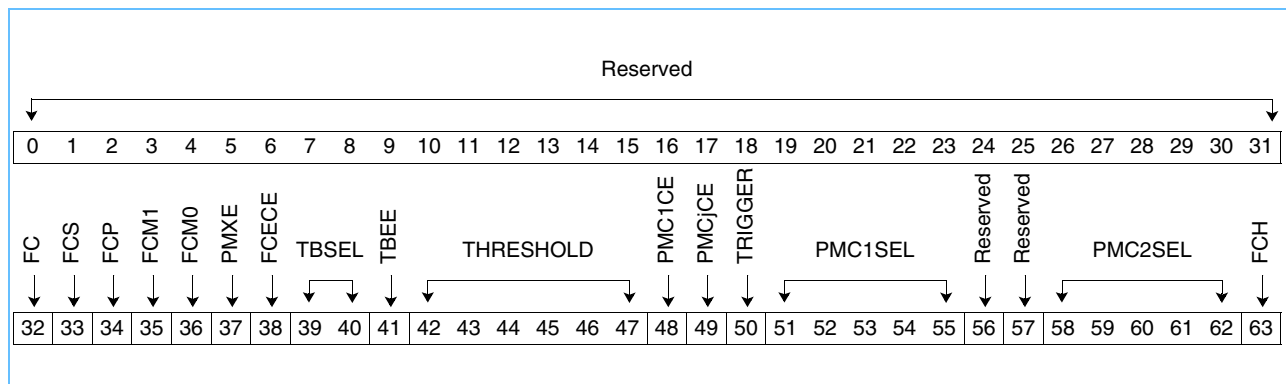 Reserved
0 1 2 3 4 5 6 7 8 9 10 11 12 13 14 15 16 17 18 19 20 21 22 23 24 25 26 27 28 29 30 31
FC FCS FCP FCM1 FCM0 PMXE FCECE TBSEL TBEE THRESHOLD PMC1CE PMCjCE TRIGGER PMC1SEL Reserved Reserved PMC2SEL FCH
32 33 34 35 36 37 38 39 40 41 42 43 44 45 46 47 48 49 50 51 52 53 54 55 56 57 58 59 60 61 62 63